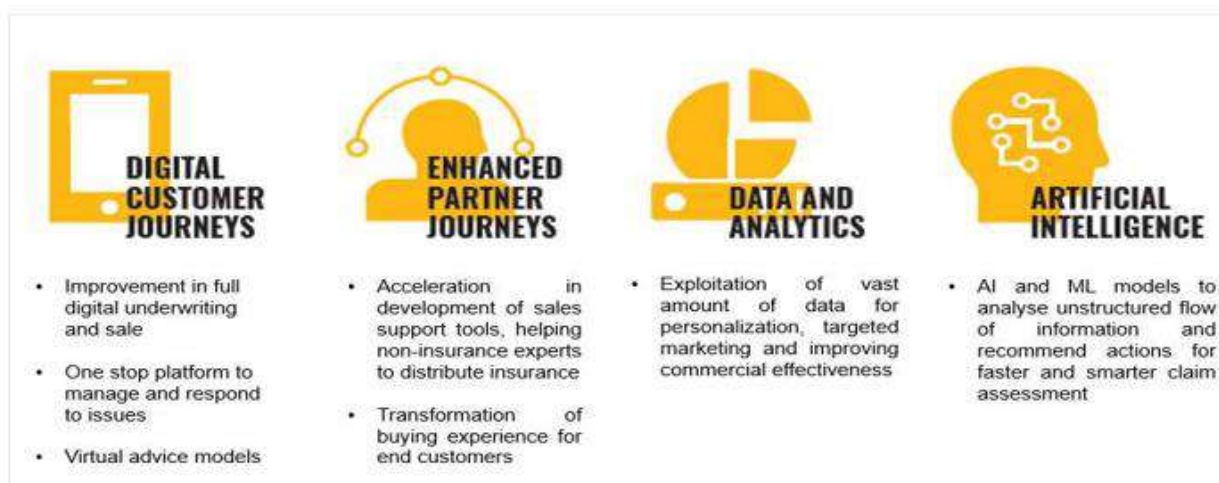 DIGITAL
CUSTOMER
JOURNEYS
• Improvement in full
digital underwriting
and sale
• One stop platform to
manage and respond
to issues
• Virtual advice models
ENHANCED
PARTNER
JOURNEYS
• Acceleration in
development of sales
support tools, helping
non-insurance experts
to distribute insurance
• Transformation of
buying experience for
end customers
DATA AND
ANALYTICS
• Exploitation of vast
amount of data for
personalization, targeted
marketing and improving
commercial effectiveness
ARTIFICIAL
INTELLIGENCE
• AI and ML models to
analyse unstructured flow
of information and
recommend actions for
faster and smarter claim
assessment